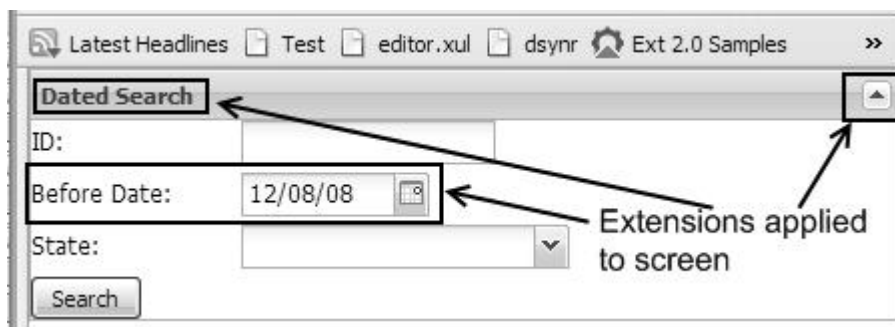 Latest Headlines Test editor.xul dsynr Ext 2.0 Samples »
Dated Search
ID:
Before Date: 12/08/08
State:
Extensions applied
to screen
Search